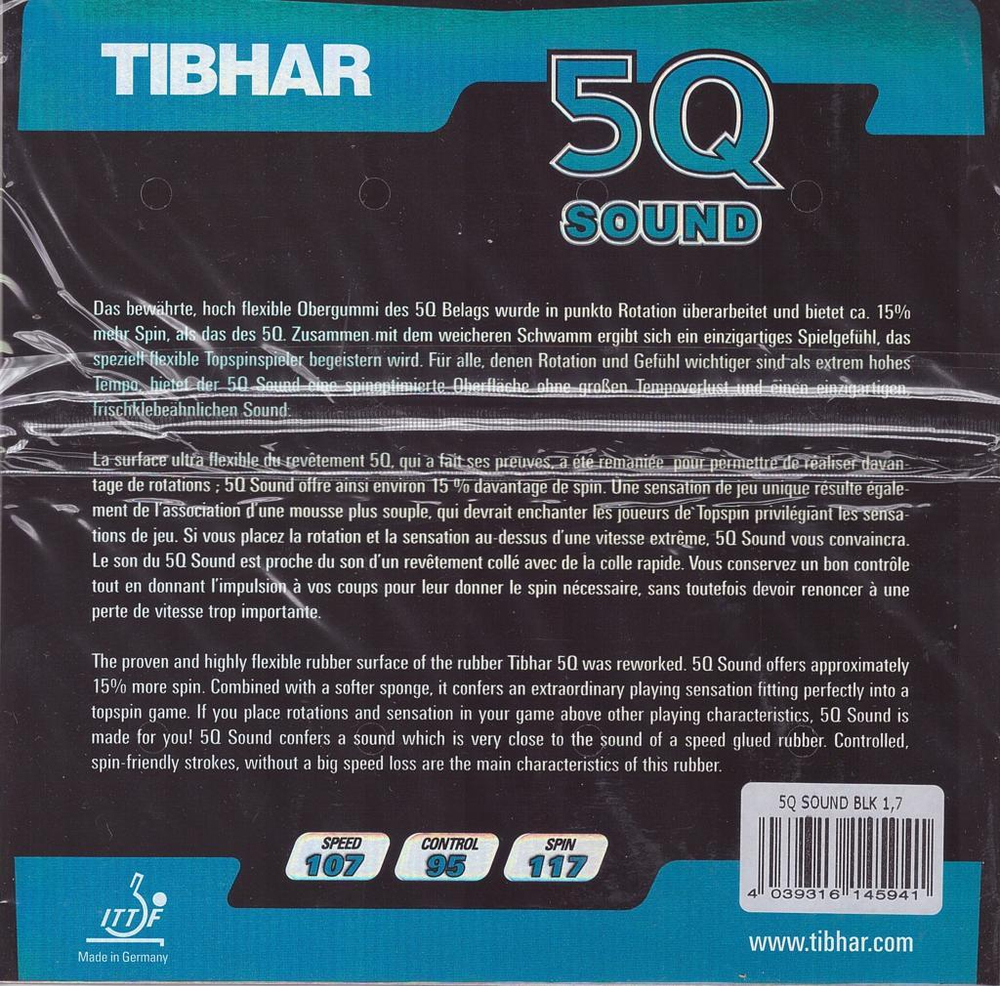 TIBHAR
5Q
SOUND
Das bewährte, hoch flexible Obergummi des 5Q Belags wurde in punkto Rotation überarbeitet und bietet ca. 15%
mehr Spin, als das des 5Q. Zusammen mit dem weicheren Schwamm ergibt sich ein einzigartiges Spielgefühl, das
speziell flexible Topspinspieler begeistern wird. Für alle, denen Rotation und Gefühl wichtiger sind als extrem hohes
Tempo, bietet der 5Q Sound eine spinoptimierte Oberfläche ohne großen Tempoverlust und einen einzigartigen,
frischklebeähnlichen Sound.
La surface ultra flexible du revêtement 5Q, qui a fait ses preuves, a été remaniée pour permettre de réaliser davan-
tage de rotations ; 5Q Sound offre ainsi environ 15 % davantage de spin. Une sensation de jeu unique résulte égale-
ment de l'association d'une mousse plus souple, qui devrait enchanter les joueurs de Topspin privilégiant les sensa-
tions de jeu. Si vous placez la rotation et la sensation au-dessus d'une vitesse extrême, 5Q Sound vous convaincra.
Le son du 5Q Sound est proche du son d'un revêtement collé avec de la colle rapide. Vous conservez un bon contrôle
tout en donnant l'impulsion à vos coups pour leur donner le spin nécessaire, sans toutefois devoir renoncer à une
perte de vitesse trop importante.
The proven and highly flexible rubber surface of the rubber Tibhar 5Q was reworked. 5Q Sound offers approximately
15% more spin. Combined with a softer sponge, it confers an extraordinary playing sensation fitting perfectly into a
topspin game. If you place rotations and sensation in your game above other playing characteristics, 5Q Sound is
made for you! 5Q Sound confers a sound which is very close to the sound of a speed glued rubber. Controlled,
spin-friendly strokes, without a big speed loss are the main characteristics of this rubber.
5Q SOUND BLK 1,7
4 039316 145941
SPEED CONTROL SPIN
107 95 117
ITTF
Made in Germany
www.tibhar.com